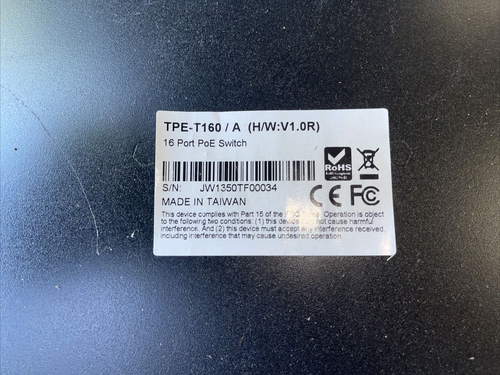 TPE-T160 / A (H/W:V1.0R)
16 Port PoE Switch
RoHS
S/N: JW1350TF00034
MADE IN TAIWAN
CE FC
This device complies with Part 15 of the Operation is object
to the following two conditions: (1) this device may not cause harmful
interference. And (2) this device must accept any interference received,
including interference that may cause undesired operation